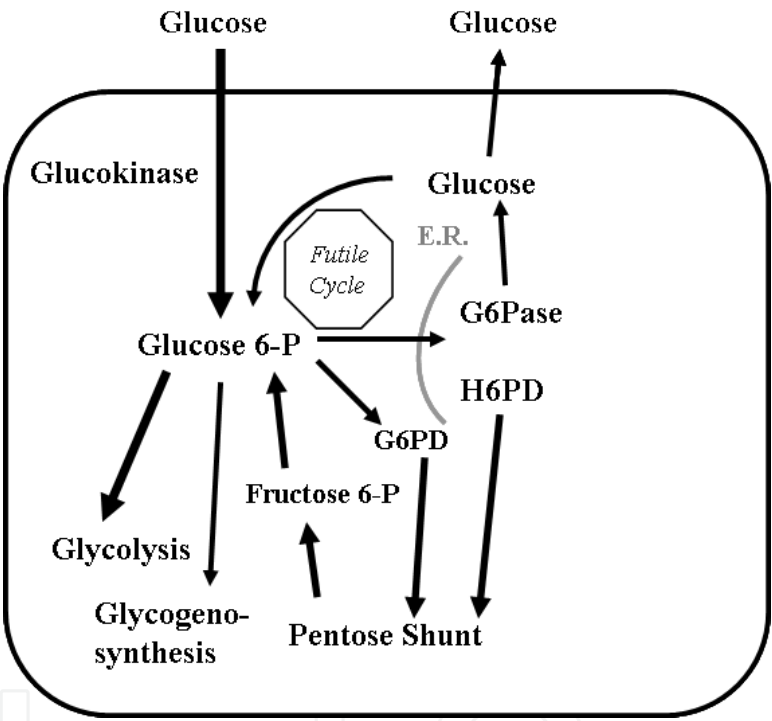 Glucose
Glucose
Glucokinase
Glucose
Futile
Cycle
E.R.
G6Pase
Glucose 6-P
H6PD
G6PD
Fructose 6-P
Glycolysis
Glycogeno-
synthesis
Pentose Shunt